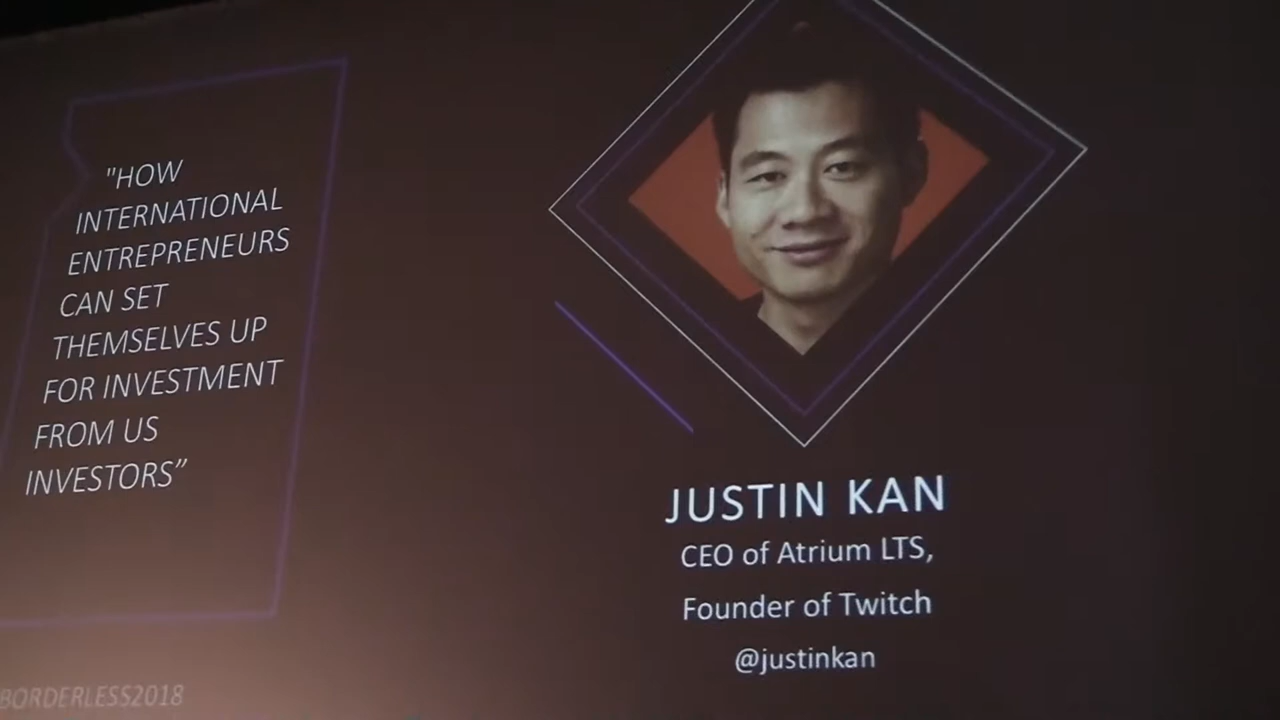 "HOW
INTERNATIONAL
ENTREPRENEURS
CAN SET
THEMSELVES UP
FOR INVESTMENT
FROM US
INVESTORS”
JUSTIN KAN
CEO of Atrium LTS,
Founder of Twitch
@justinkan
BORDERLESS2018